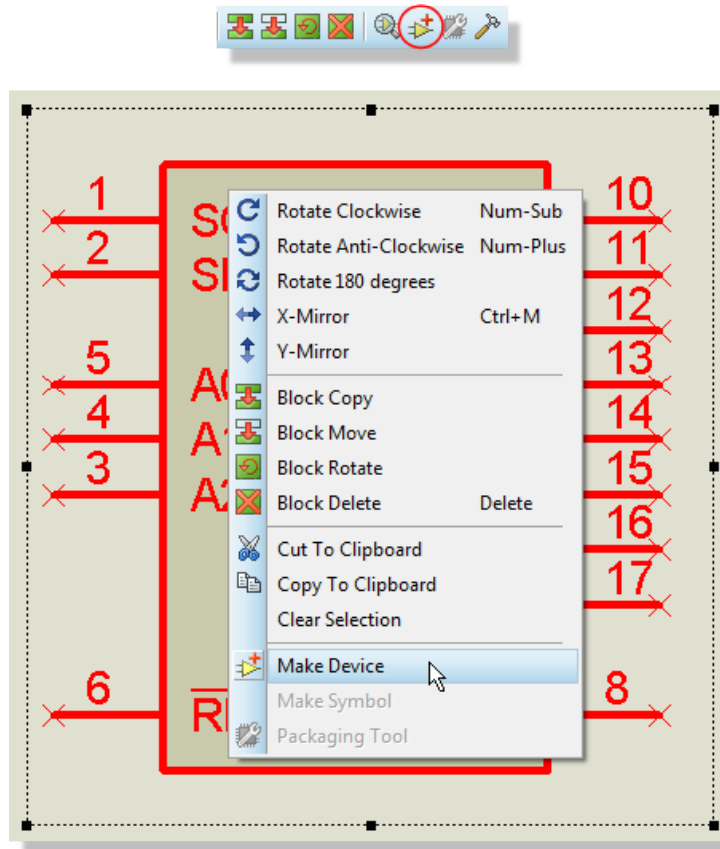 1
10
Rotate Clockwise Num-Sub
2
11
Rotate Anti-Clockwise Num-Plus
Rotate 180 degrees
12
X-Mirror Ctrl+M
5
13
Y-Mirror
Block Copy
4
14
Block Move
3
15
Block Rotate
Block Delete Delete
16
Cut To Clipboard
17
Copy To Clipboard
Clear Selection
Make Device
6
8
Make Symbol
Packaging Tool